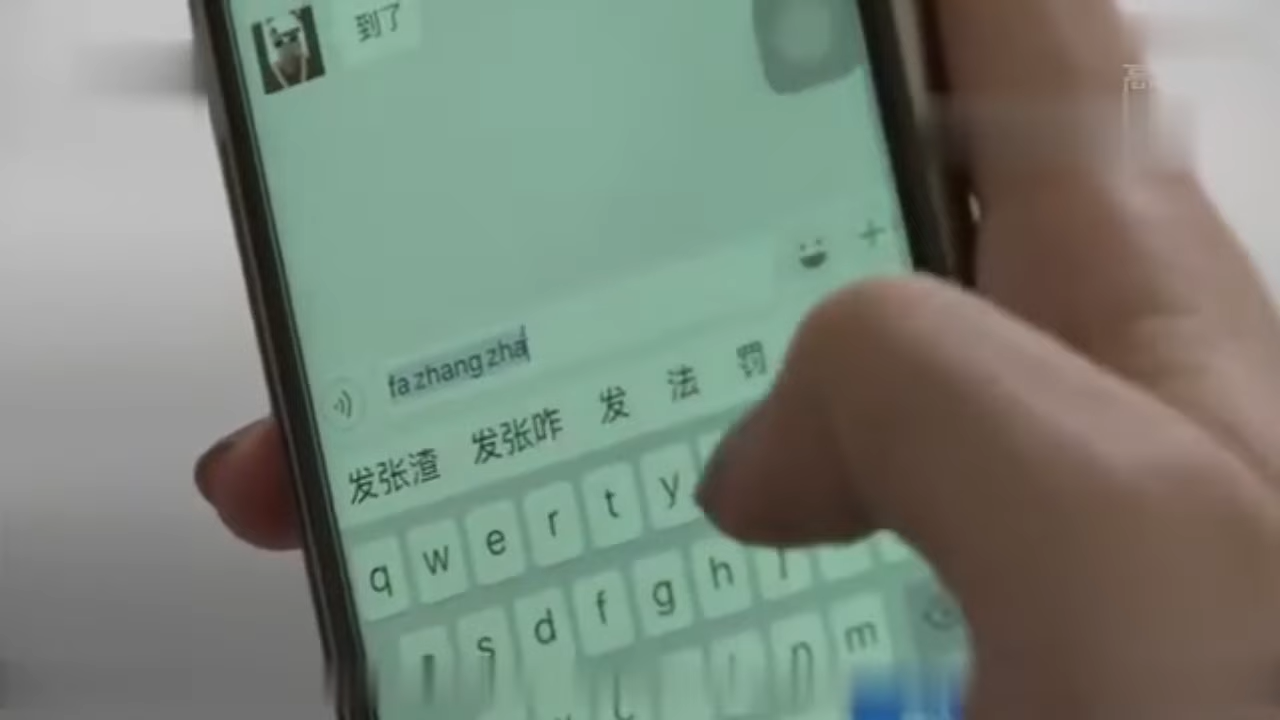 到了
fa zhang zha
发张渣 发张咋 发 法 罚
q w e r t y
s d f g h
m